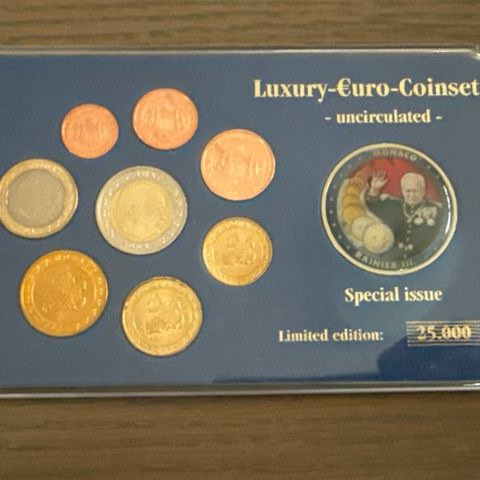 Luxury-€uro-Coinset
- uncirculated -
MONACO
RAINIER III.
Special issue
Limited edition: 25.000